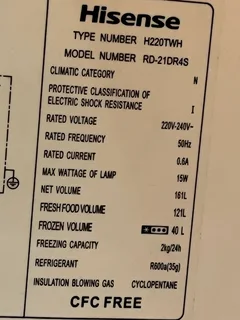 Hisense
TYPE NUMBER H220TWH
MODEL NUMBER RD-21DR4S
CLIMATIC CATEGORY N
PROTECTIVE CLASSIFICATION OF
ELECTRIC SHOCK RESISTANCE I
RATED VOLTAGE 220V-240V~
RATED FREQUENCY 50Hz
RATED CURRENT 0.6A
MAX WATTAGE OF LAMP 15W
NET VOLUME 161L
FRESH FOOD VOLUME 121L
FROZEN VOLUME 40 L
FREEZING CAPACITY 2kg/24h
REFRIGERANT R600a(35g)
INSULATION BLOWING GAS CYCLOPENTANE
CFC FREE